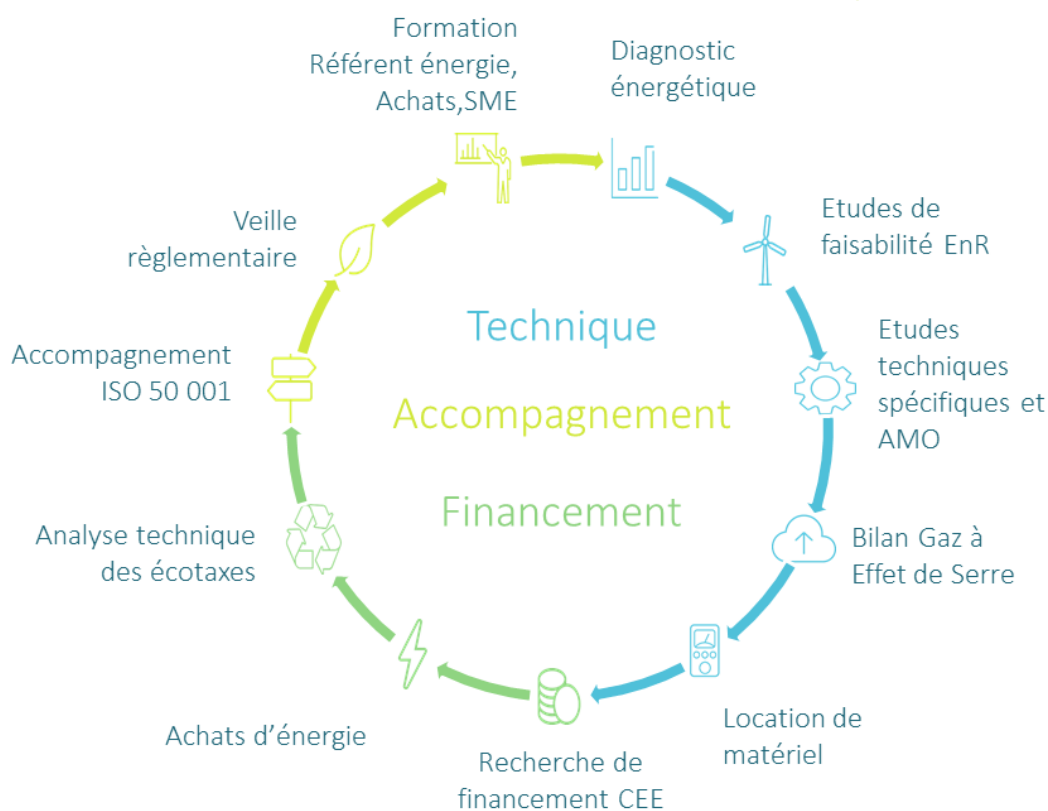 Formation
Référent énergie,
Achats,SME
Diagnostic
énergétique
Etudes de
faisabilité EnR
Etudes
techniques
spécifiques et
AMO
Bilan Gaz à
Effet de Serre
Location de
matériel
Recherche de
financement CEE
Achats d’énergie
Analyse technique
des écotaxes
Accompagnement
ISO 50 001
Veille
règlementaire
Technique
Accompagnement
Financement